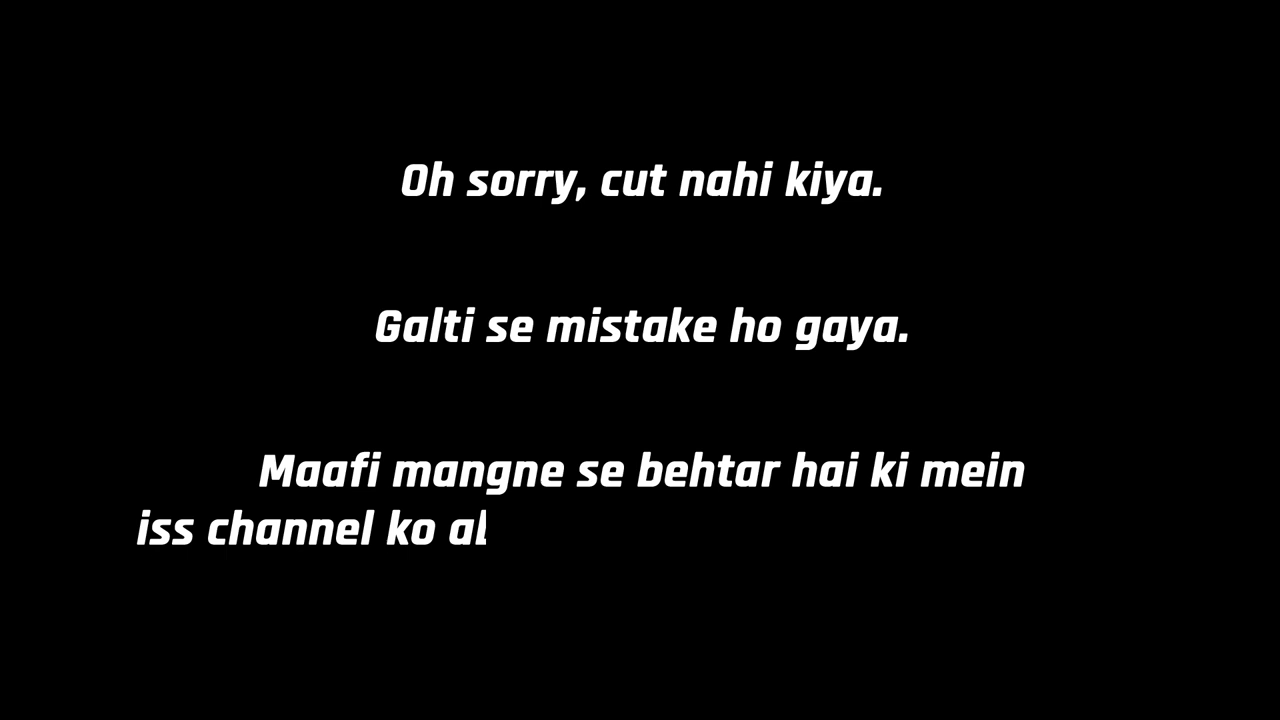 Oh sorry, cut nahi kiya.
Galti se mistake ho gaya.
Maafi mangne se behtar hai ki mein
iss channel ko